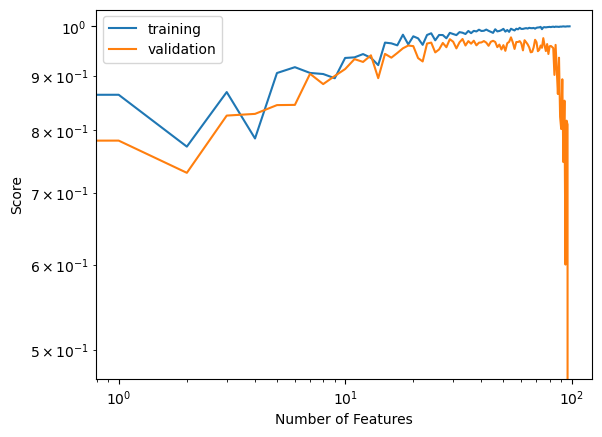 training
validation
10⁰
9 × 10⁻¹
8 × 10⁻¹
7 × 10⁻¹
6 × 10⁻¹
5 × 10⁻¹
Score
10⁰
10¹
10²
Number of Features